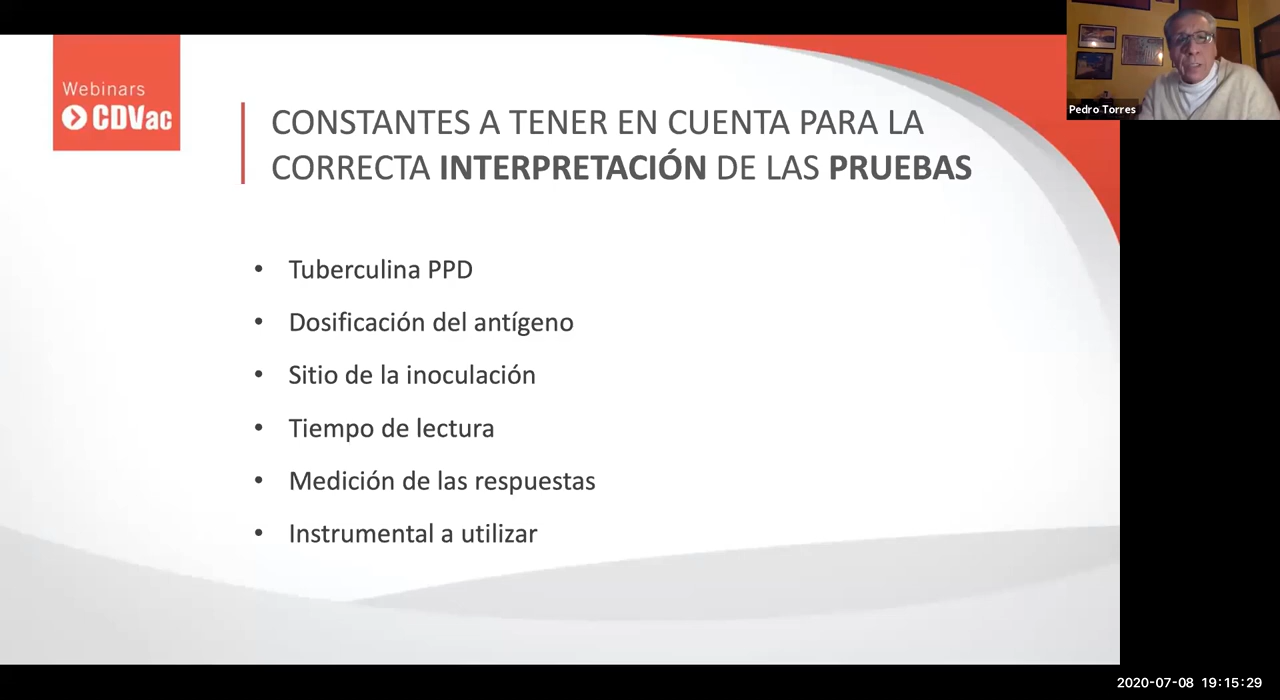 Webinars
CDVac
CONSTANTES A TENER EN CUENTA PARA LA
CORRECTA INTERPRETACIÓN DE LAS PRUEBAS
• Tuberculina PPD
• Dosificación del antígeno
• Sitio de la inoculación
• Tiempo de lectura
• Medición de las respuestas
• Instrumental a utilizar
Pedro Torres
2020-07-08 19:15:29